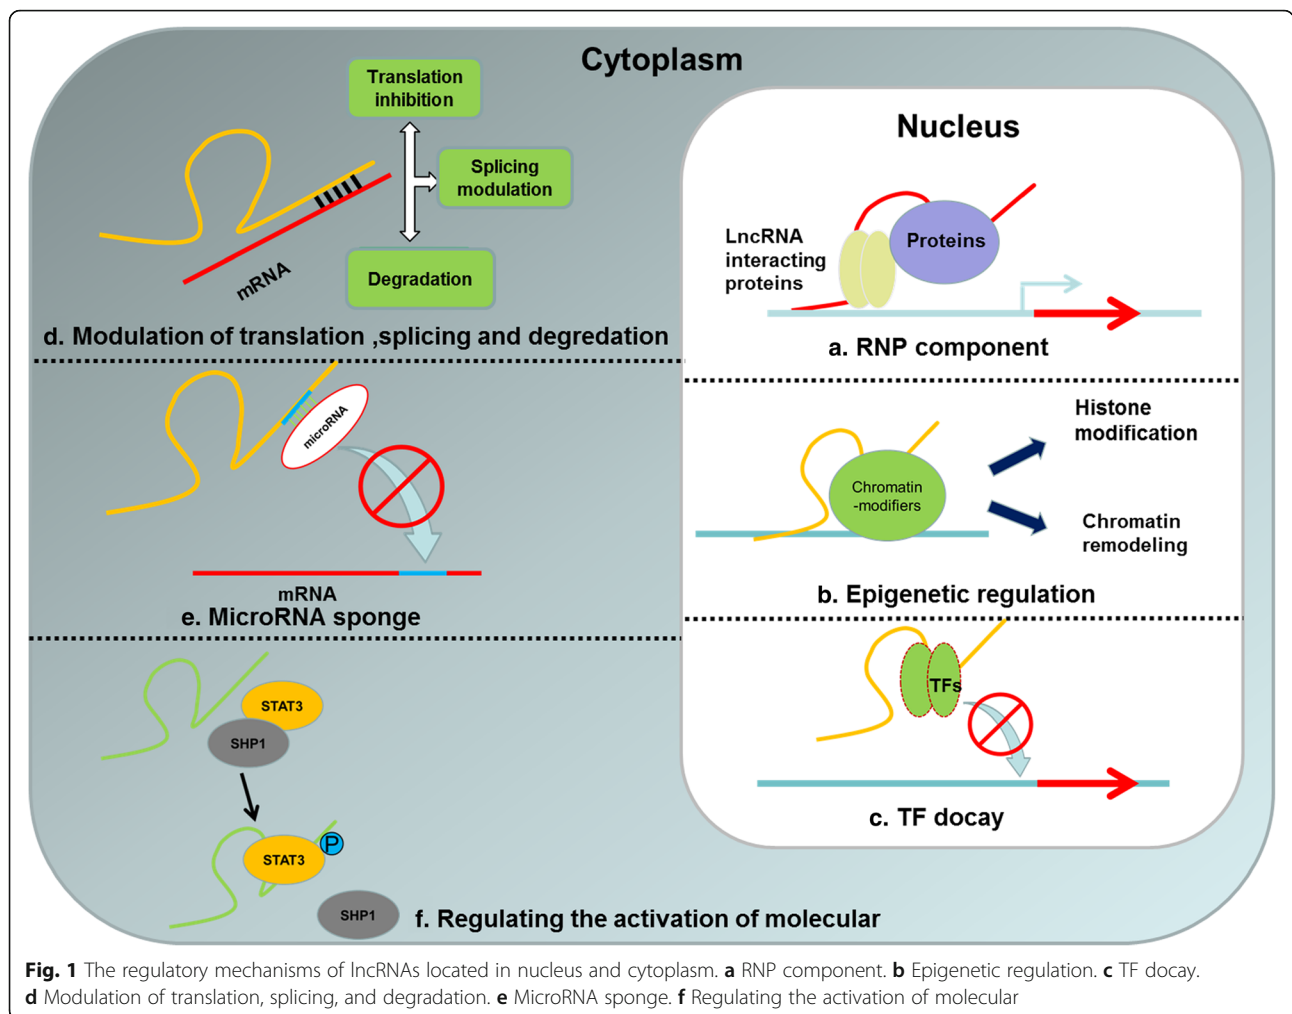 Cytoplasm
Translation
inhibition
Splicing
modulation
Degradation
mRNA
d. Modulation of translation ,splicing and degredation
microRNA
mRNA
e. MicroRNA sponge
STAT3
SHP1
STAT3
P
SHP1
f. Regulating the activation of molecular
Nucleus
LncRNA
interacting
proteins
Proteins
a. RNP component
Chromatin
-modifiers
Histone
modification
Chromatin
remodeling
b. Epigenetic regulation
TFs
c. TF docay
Fig. 1 The regulatory mechanisms of lncRNAs located in nucleus and cytoplasm. a RNP component. b Epigenetic regulation. c TF docay.
d Modulation of translation, splicing, and degradation. e MicroRNA sponge. f Regulating the activation of molecular